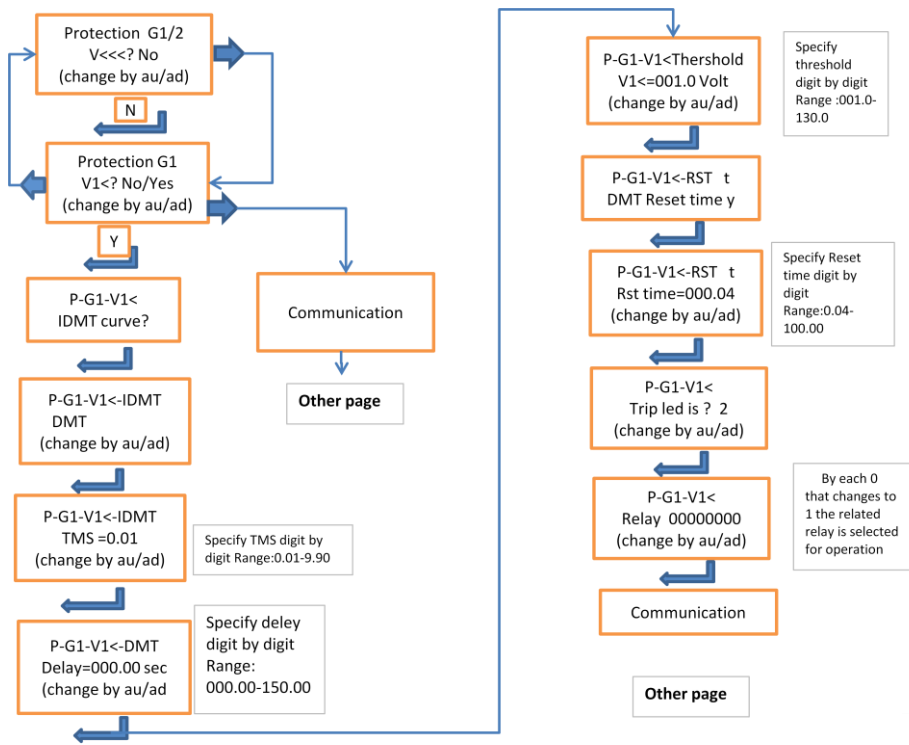 Protection G1/2
V<<<? No
(change by au/ad)
N
Protection G1
V1<? No/Yes
(change by au/ad)
Y
P-G1-V1<
IDMT curve?
Communication
Other page
P-G1-V1<-IDMT
DMT
(change by au/ad)
P-G1-V1<-IDMT
TMS =0.01
(change by au/ad)
Specify TMS digit by
digit Range:0.01-9.90
P-G1-V1<-DMT
Delay=000.00 sec
(change by au/ad
Specify deley
digit by digit
Range:
000.00-150.00
P-G1-V1<Thershold
V1<=001.0 Volt
(change by au/ad)
Specify
threshold
digit by digit
Range :001.0-
130.0
P-G1-V1<-RST t
DMT Reset time y
P-G1-V1<-RST t
Rst time=000.04
(change by au/ad)
Specify Reset
time digit by
digit
Range:0.04-
100.00
P-G1-V1<
Trip led is ? 2
(change by au/ad)
P-G1-V1<
Relay 00000000
(change by au/ad)
By each 0
that changes to
1 the related
relay is selected
for operation
Communication
Other page